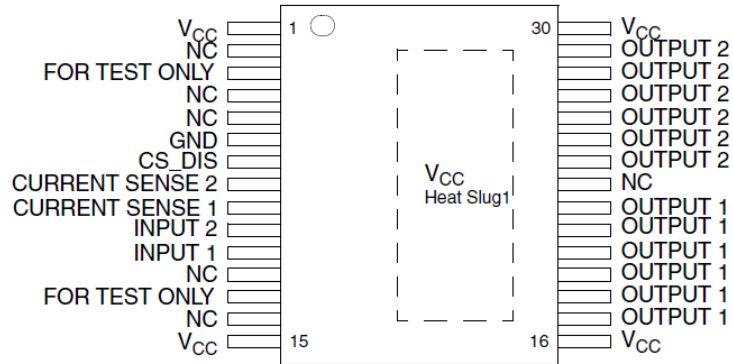 VCC 1 30 VCC
NC OUTPUT 2
FOR TEST ONLY OUTPUT 2
NC OUTPUT 2
NC OUTPUT 2
GND OUTPUT 2
CS_DIS OUTPUT 2
CURRENT SENSE 2 VCC NC
Heat Slug1
CURRENT SENSE 1 OUTPUT 1
INPUT 2 OUTPUT 1
INPUT 1 OUTPUT 1
NC OUTPUT 1
FOR TEST ONLY OUTPUT 1
NC OUTPUT 1
VCC 15 16 VCC